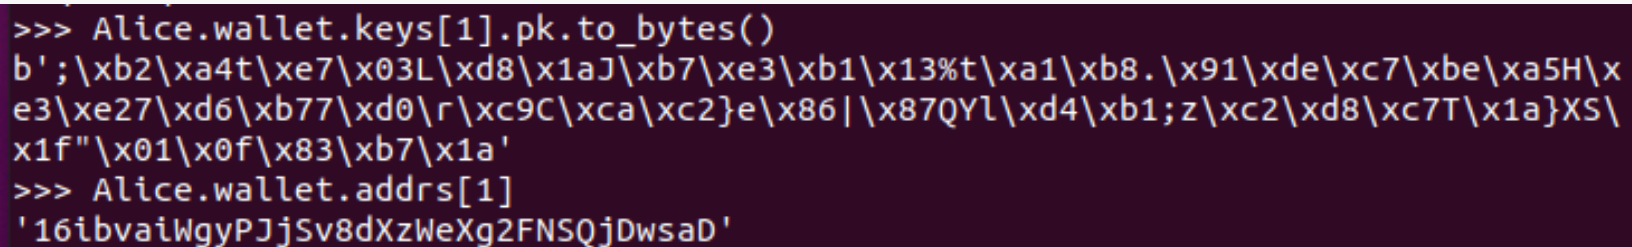 >>> Alice.wallet.keys[1].pk.to_bytes()
b';\xb2\xa4t\xe7\x03L\xd8\x1aJ\xb7\xe3\xb1\x13%t\xa1\xb8.\x91\xde\xc7\xbe\xa5H\x
e3\xe27\xd6\xb77\xd0\r\xc9C\xca\xc2}e\x86|\x87QYl\xd4\xb1;z\xc2\xd8\xc7T\x1a}XS\
x1f"\x01\x0f\x83\xb7\x1a'
>>> Alice.wallet.addrs[1]
'16ibvaiWgyPJjSv8dXzWeXg2FNSQjDwsaD'